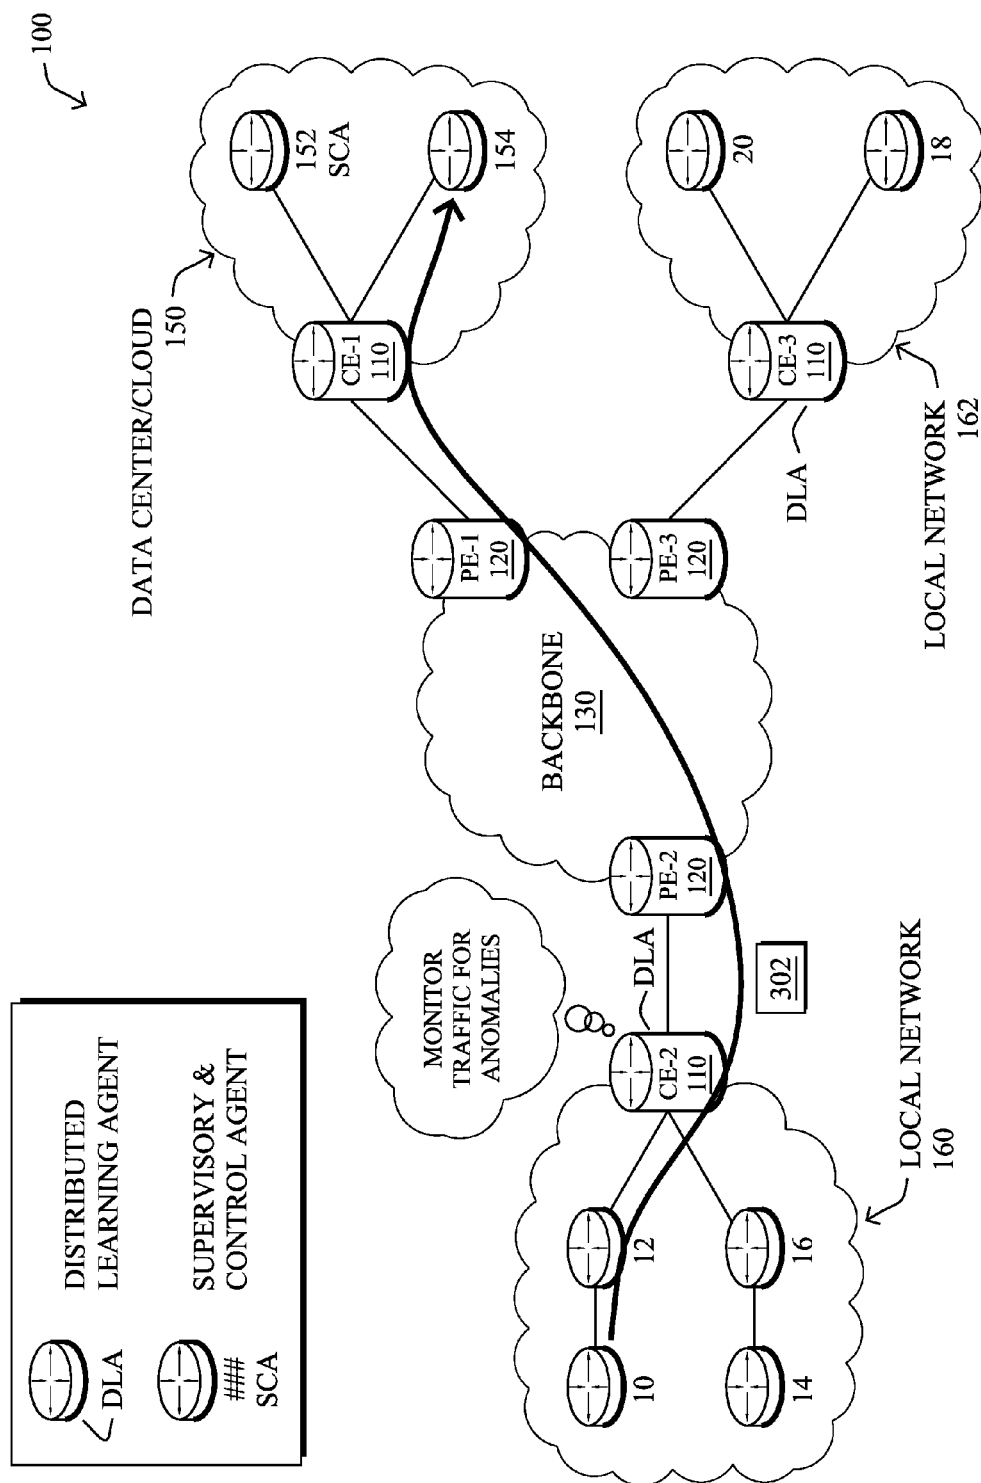 100
DISTRIBUTED
LEARNING AGENT
DLA
SUPERVISORY &
CONTROL AGENT
###
SCA
DATA CENTER/CLOUD
150
152
SCA
154
CE-1
110
PE-1
120
BACKBONE
130
MONITOR
TRAFFIC FOR
ANOMALIES
DLA
PE-2
120
PE-3
120
CE-2
110
302
12
10
16
14
LOCAL NETWORK
160
CE-3
110
DLA
20
18
LOCAL NETWORK
162